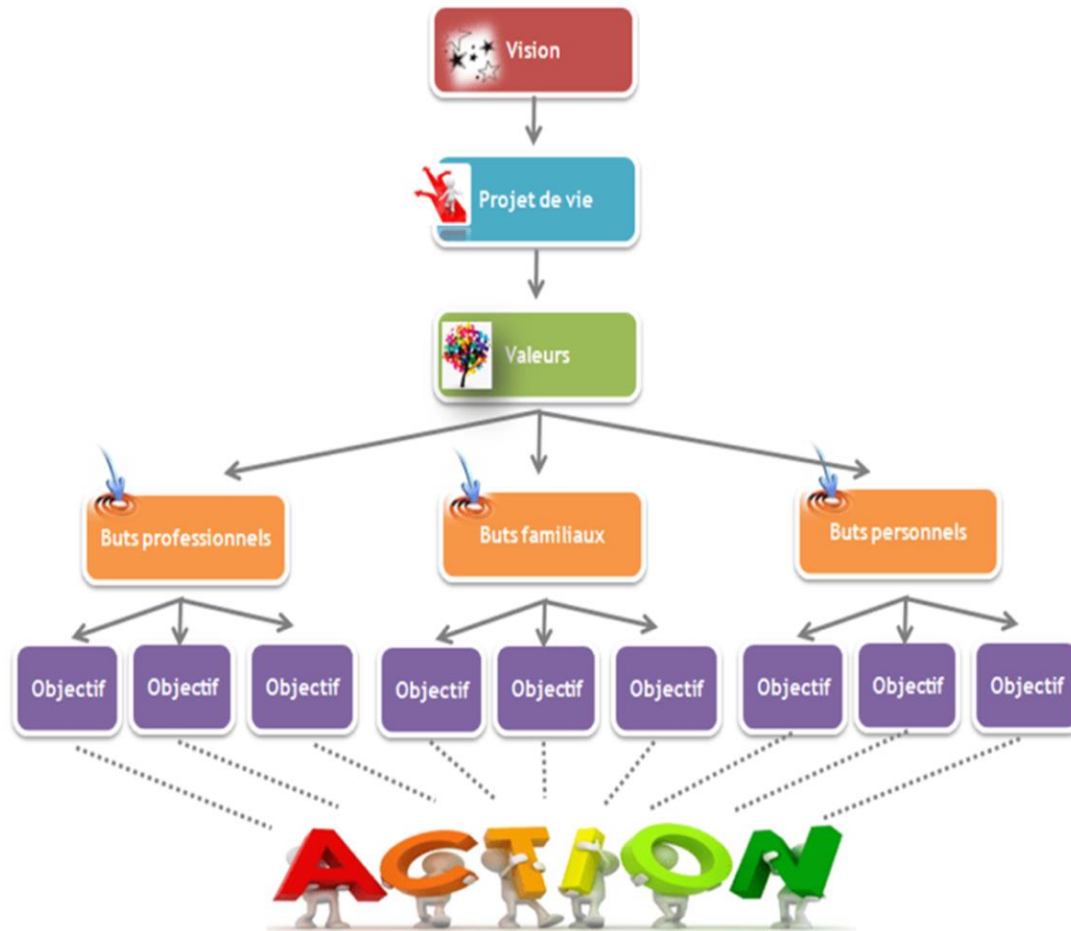 Vision
Projet de vie
Valeurs
Buts professionnels
Buts familiaux
Buts personnels
Objectif
Objectif
Objectif
Objectif
Objectif
Objectif
Objectif
Objectif
Objectif
ACTION